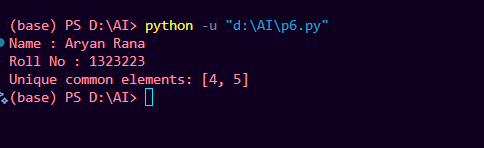 (base) PS D:\AI> python -u "d:\AI\p6.py"
Name : Aryan Rana
Roll No : 1323223
Unique common elements: [4, 5]
(base) PS D:\AI>